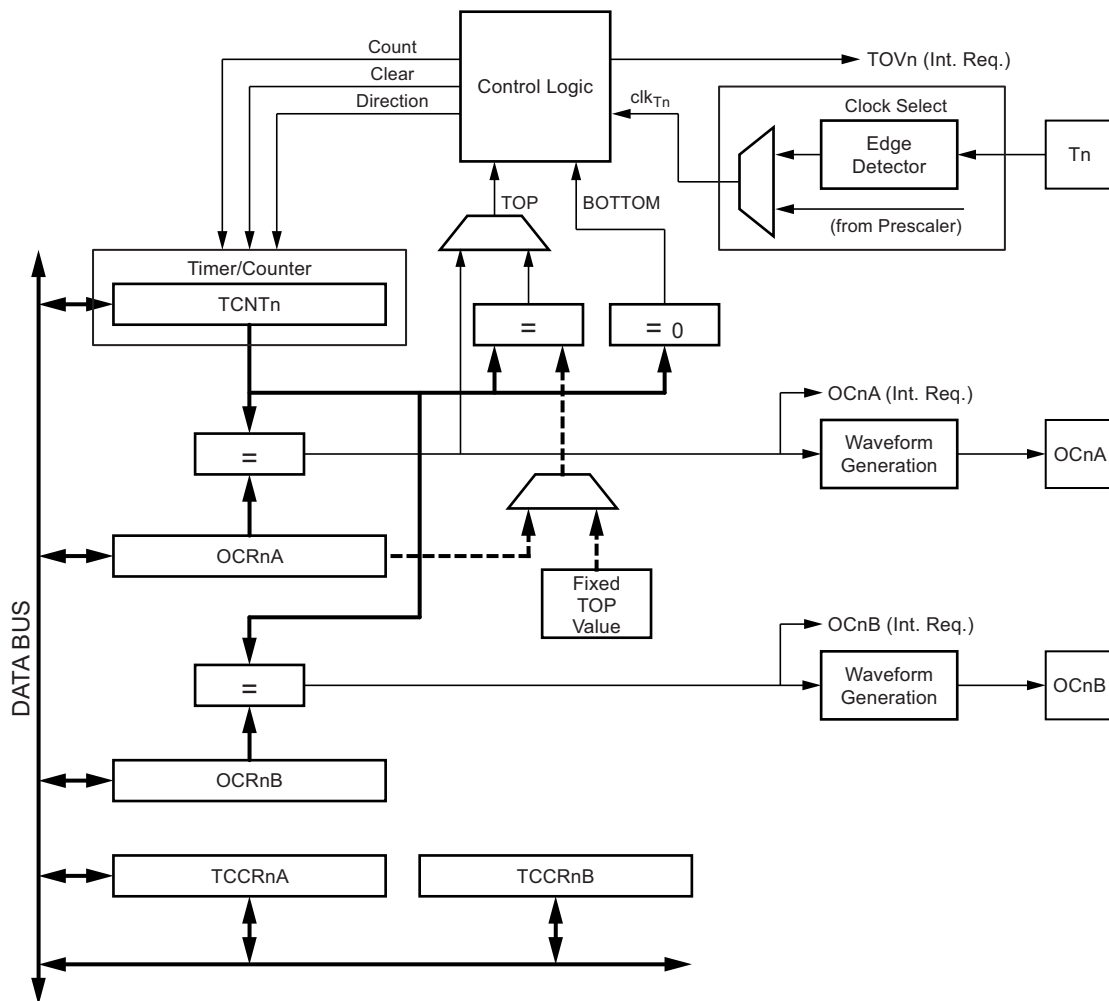 Count
Clear
Direction
Control Logic
TOVn (Int. Req.)
clkTn
Clock Select
Edge
Detector
Tn
(from Prescaler)
TOP
BOTTOM
Timer/Counter
TCNTn
=
= 0
OCnA (Int. Req.)
=
Waveform
Generation
OCnA
OCRnA
Fixed
TOP
Value
DATA BUS
OCnB (Int. Req.)
=
Waveform
Generation
OCnB
OCRnB
TCCRnA
TCCRnB